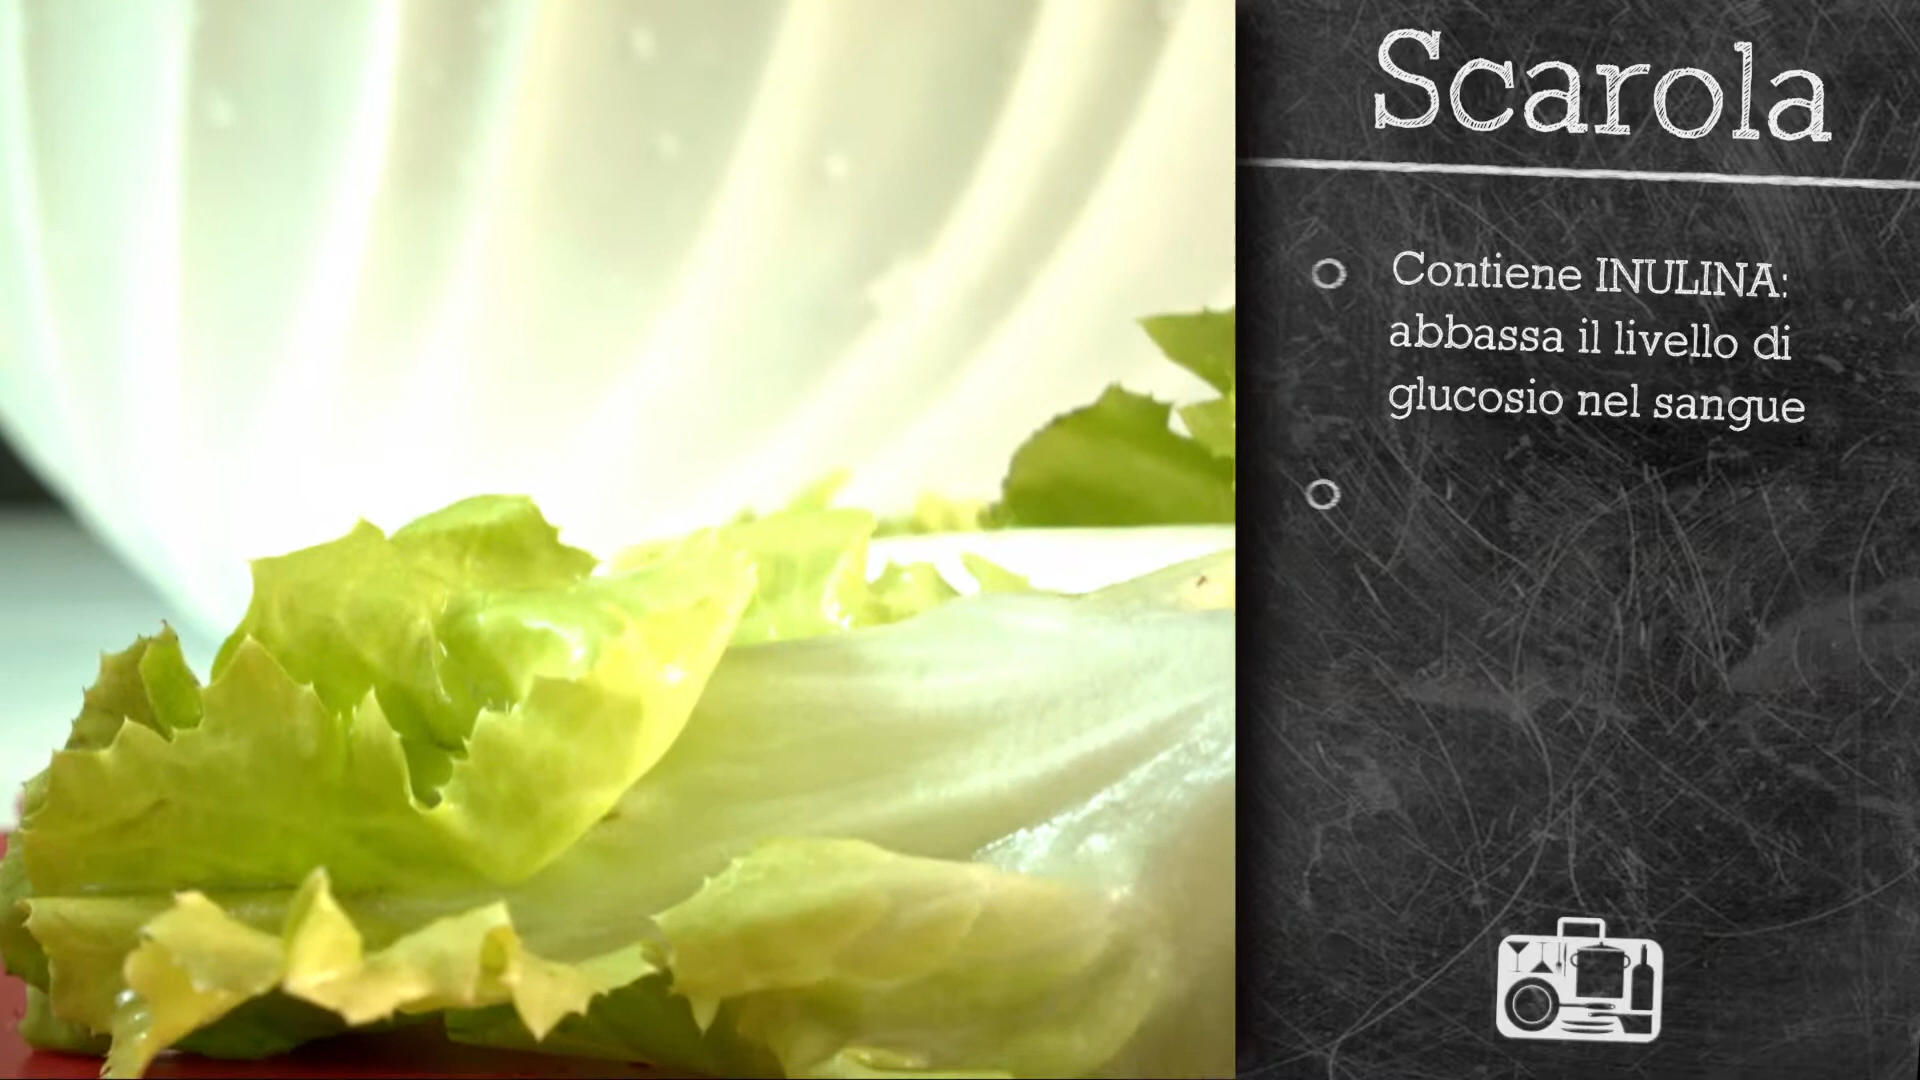 Scarola
Contiene INULINA:
abbassa il livello di
glucosio nel sangue